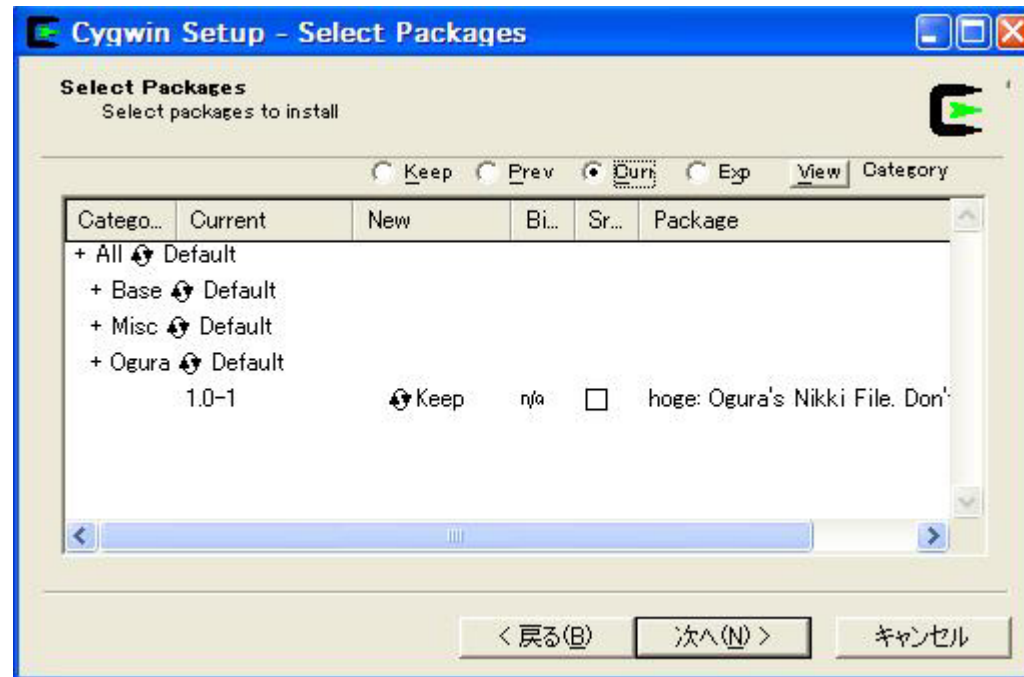 Cygwin Setup - Select Packages
Select Packages
Select packages to install
Keep Prev Curr Exp View Category
Catego... Current New Bi... Sr... Package
+ All Default
+ Base Default
+ Misc Default
+ Ogura Default
1.0-1 Keep n/a hoge: Ogura's Nikki File. Don'
< 戻る(B) 次へ(N) > キャンセル